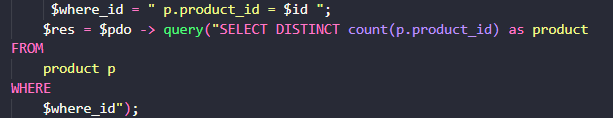 $where_id = " p.product_id = $id ";
$res = $pdo -> query("SELECT DISTINCT count(p.product_id) as product
FROM
product p
WHERE
$where_id");